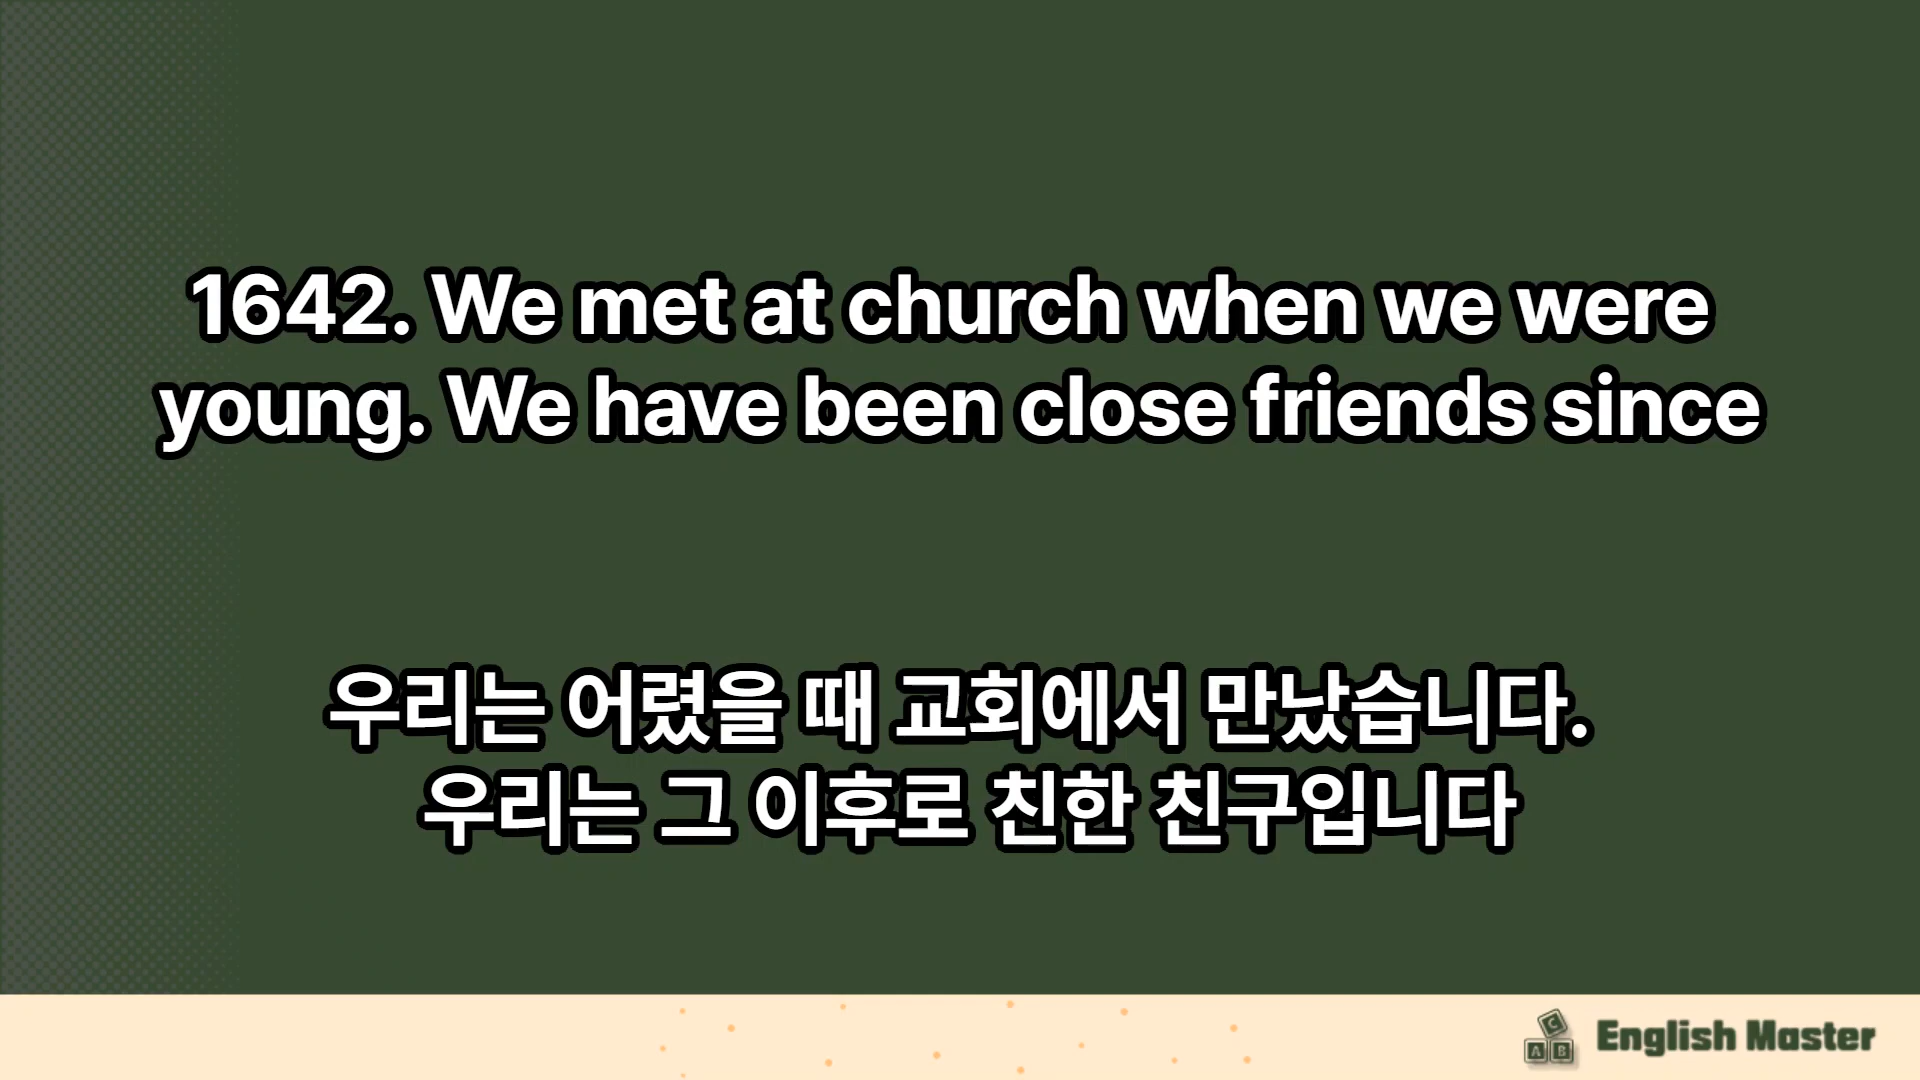 1642. We met at church when we were
young. We have been close friends since
우리는 어렸을 때 교회에서 만났습니다.
우리는 그 이후로 친한 친구입니다
C
A B
English Master